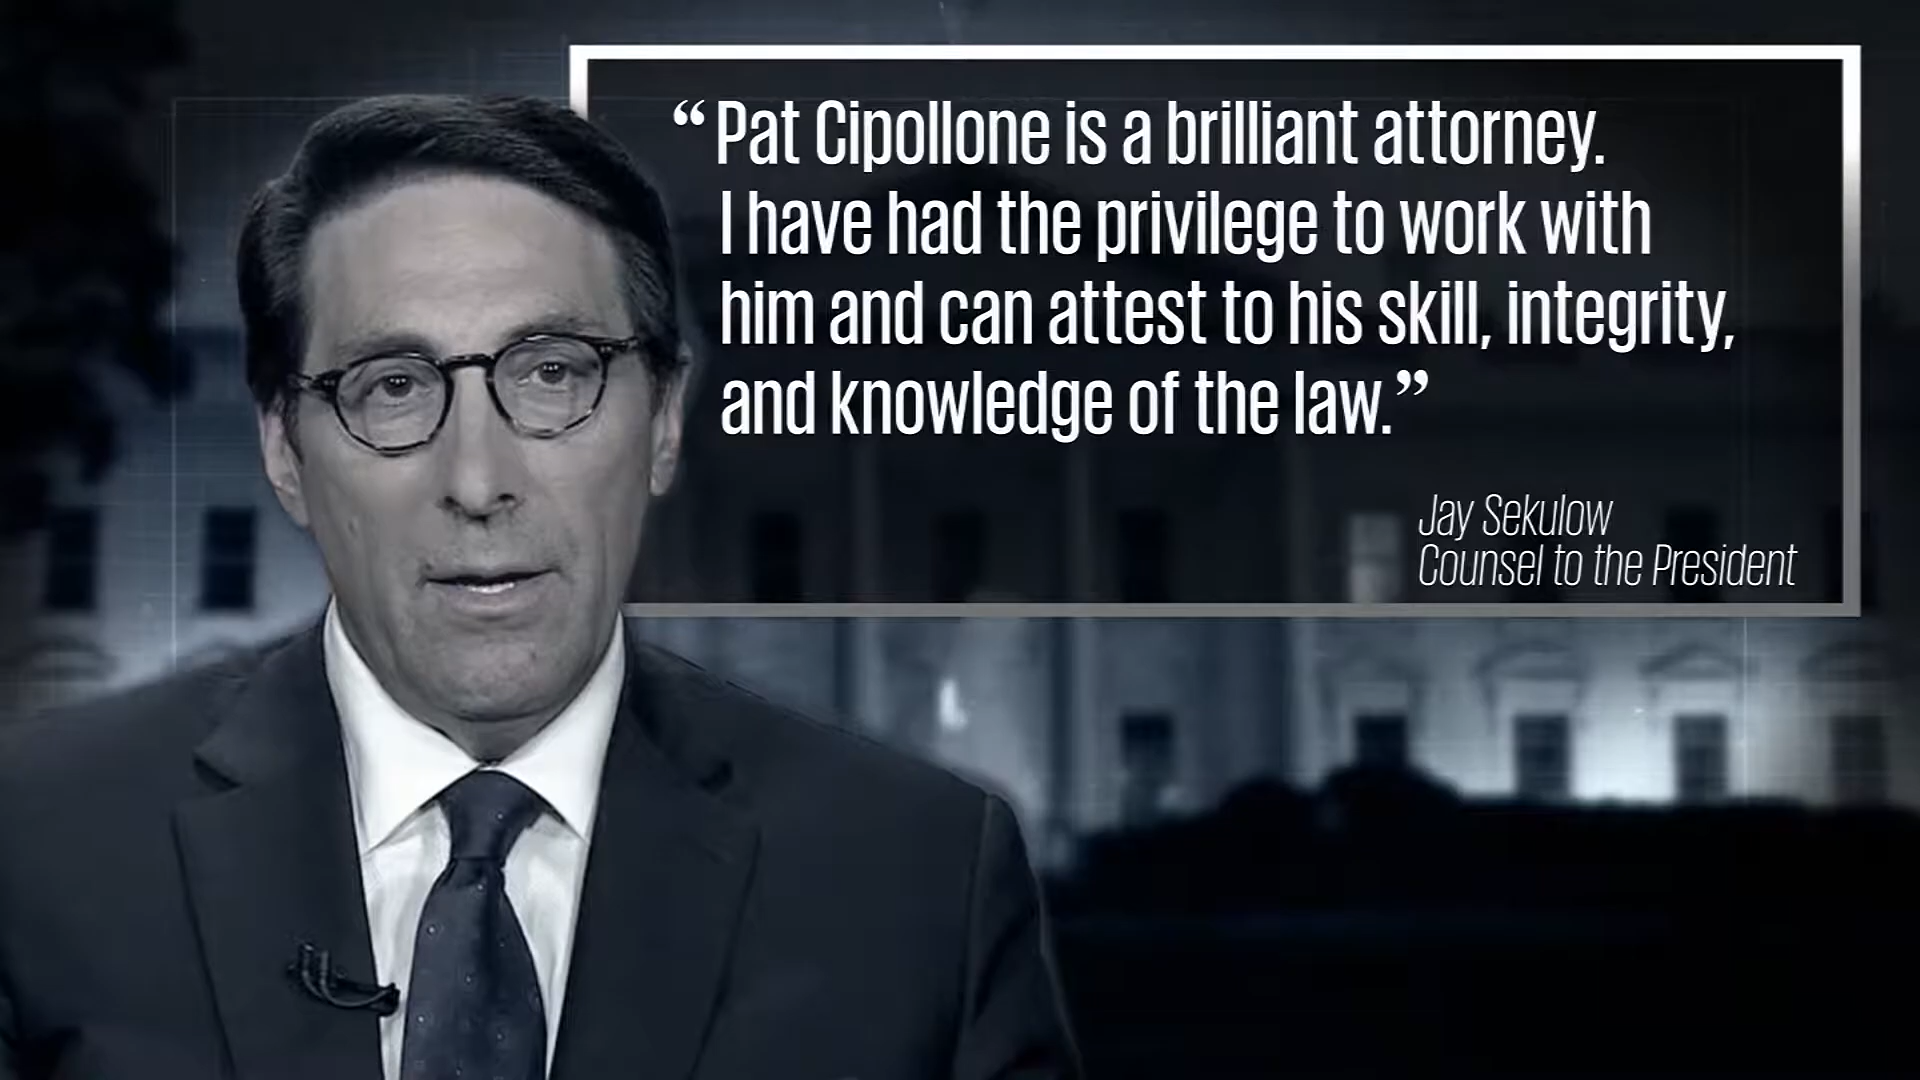 “Pat Cipollone is a brilliant attorney.
I have had the privilege to work with
him and can attest to his skill, integrity,
and knowledge of the law.”
Jay Sekulow
Counsel to the President